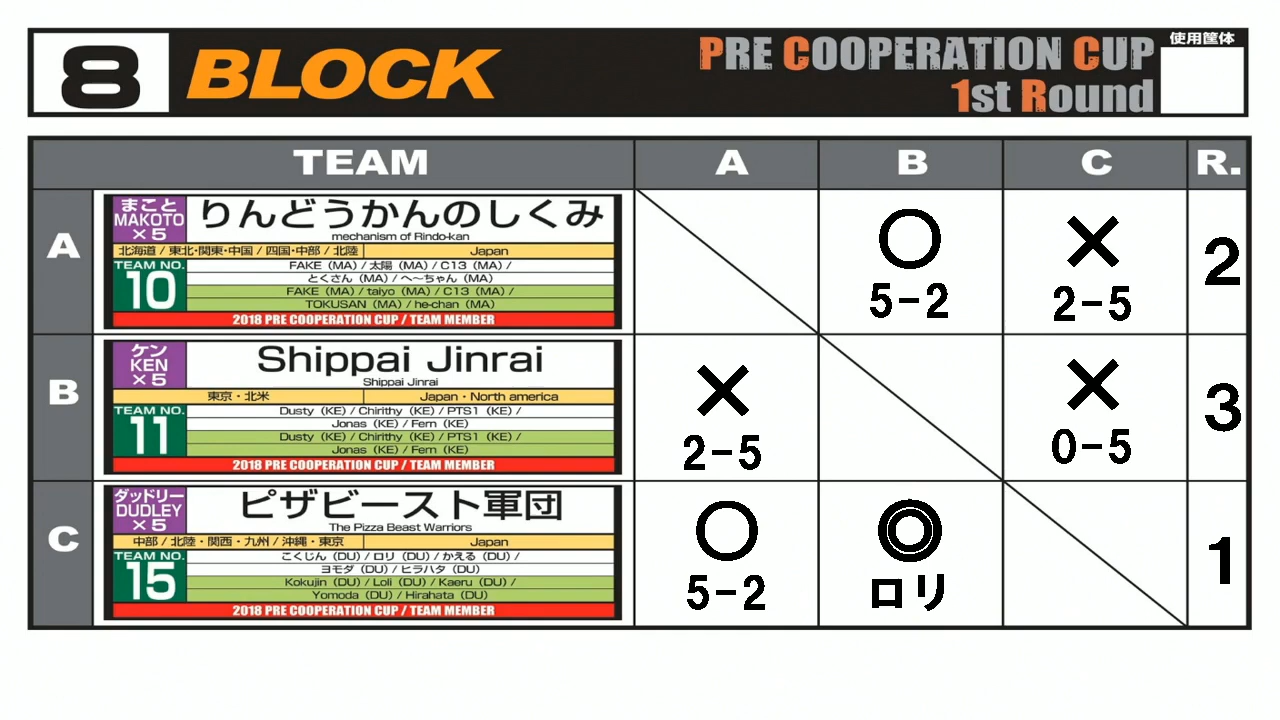 8 BLOCK
PRE COOPERATION CUP
1st Round
使用筐体
TEAM A B C R.
A
まこと
MAKOTO
×5
りんどうかんのしくみ
mechanism of Rindo-kan
北海道 / 東北・関東・中国 / 四国・中部 / 北陸 Japan
TEAM NO.
10
FAKE (MA) / 太陽 (MA) / C13 (MA) /
とくさん (MA) / へ〜ちゃん (MA)
FAKE (MA) / taiyo (MA) / C13 (MA) /
TOKUSAN (MA) / he-chan (MA)
2018 PRE COOPERATION CUP / TEAM MEMBER
○
5-2
×
2-5
2
B
ケン
KEN
×5
Shippai Jinrai
Shippai Jinrai
東京・北米 Japan・North america
TEAM NO.
11
Dusty (KE) / Chirithy (KE) / PTS1 (KE) /
Jonas (KE) / Fern (KE)
Dusty (KE) / Chirithy (KE) / PTS1 (KE) /
Jonas (KE) / Fern (KE)
2018 PRE COOPERATION CUP / TEAM MEMBER
×
2-5
×
0-5
3
C
ダッドリー
DUDLEY
×5
ピザビースト軍団
The Pizza Beast Warriors
中部 / 北陸・関西・九州 / 沖縄・東京 Japan
TEAM NO.
15
こくじん (DU) / ロリ (DU) / かえる (DU) /
ヨモダ (DU) / ヒラハタ (DU)
Kokujin (DU) / Loli (DU) / Kaeru (DU) /
Yomoda (DU) / Hirahata (DU)
2018 PRE COOPERATION CUP / TEAM MEMBER
○
5-2
◎
ロリ
1